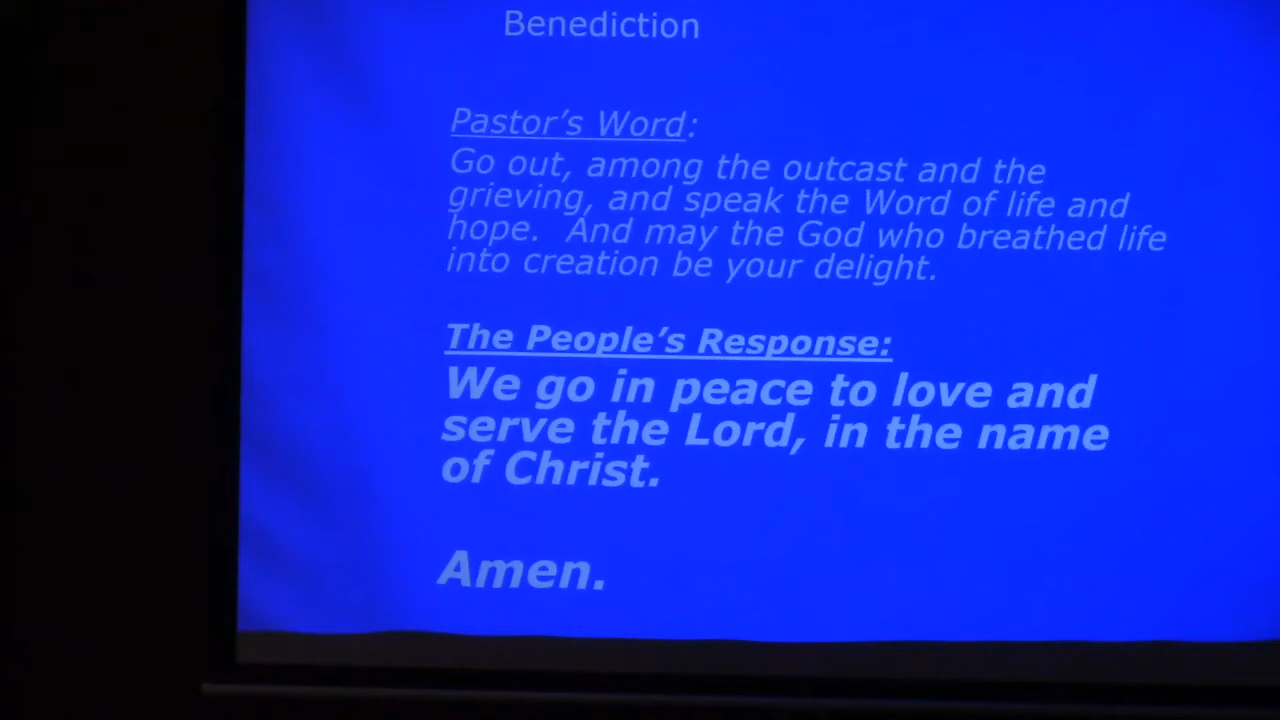 Benediction
Pastor's Word:
Go out, among the outcast and the
grieving, and speak the Word of life and
hope.  And may the God who breathed life
into creation be your delight.
The People's Response:
We go in peace to love and
serve the Lord, in the name
of Christ.
Amen.